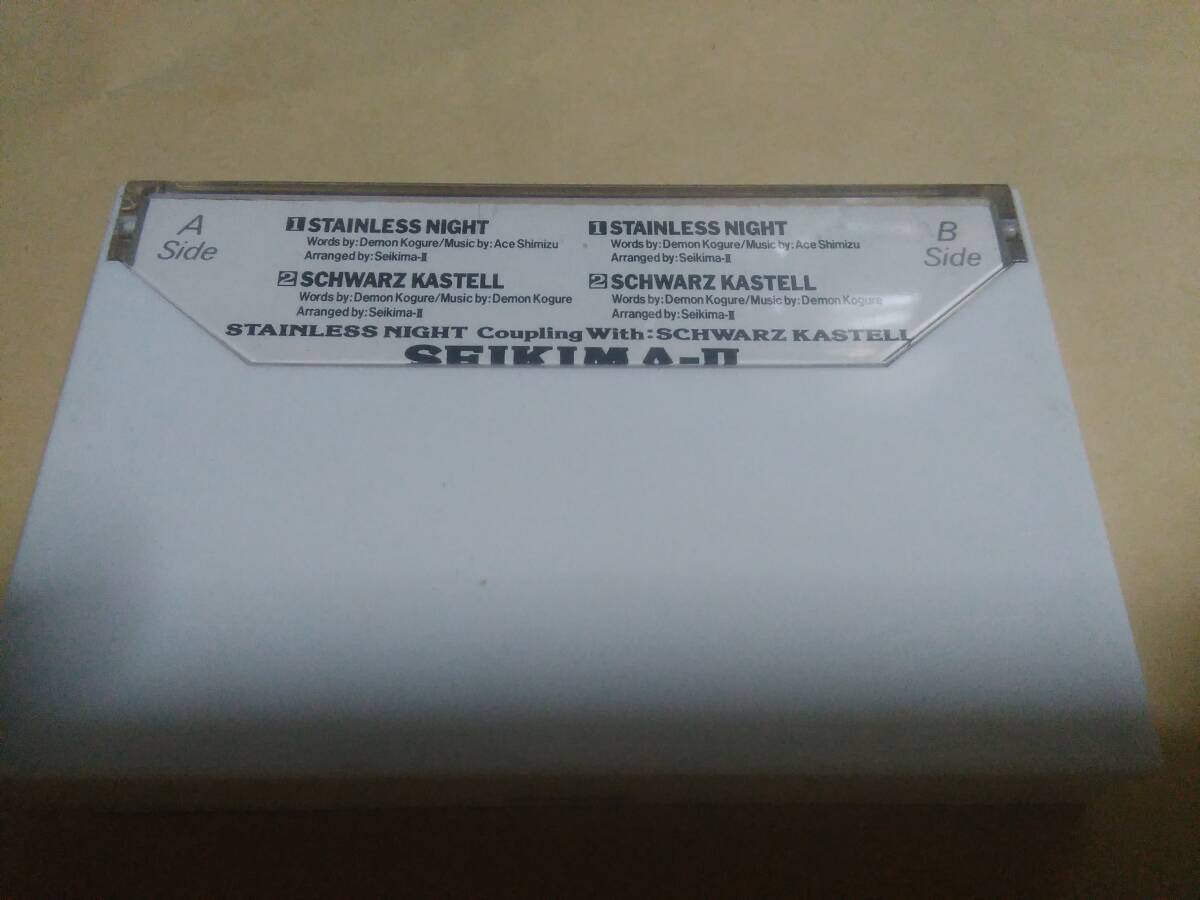 A
Side
1 STAINLESS NIGHT
Words by: Demon Kogure/Music by: Ace Shimizu
Arranged by: Seikima-II
2 SCHWARZ KASTELL
Words by: Demon Kogure/Music by: Demon Kogure
Arranged by: Seikima-II
1 STAINLESS NIGHT
Words by: Demon Kogure/Music by: Ace Shimizu
Arranged by: Seikima-II
2 SCHWARZ KASTELL
Words by: Demon Kogure/Music by: Demon Kogure
Arranged by: Seikima-II
B
Side
STAINLESS NIGHT Coupling With: SCHWARZ KASTELL
SEIKIMA-II